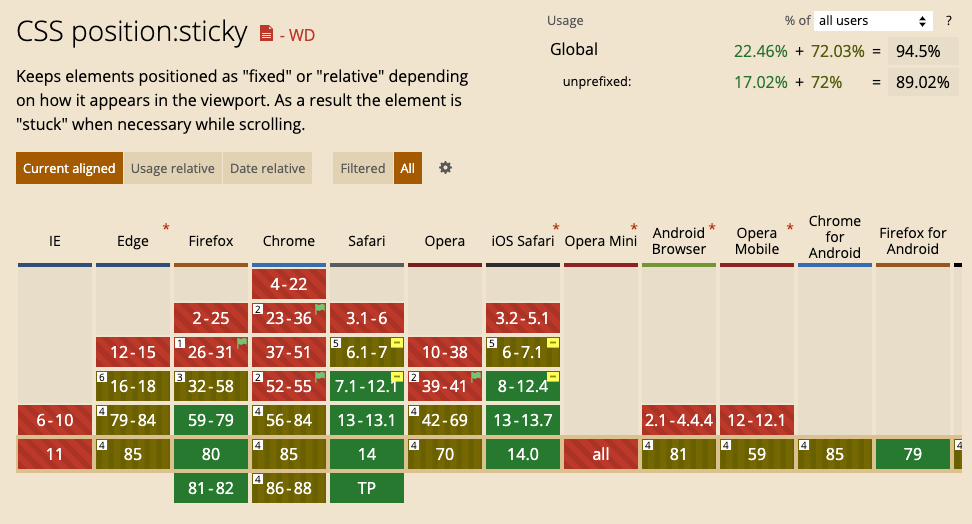 CSS position:sticky - WD
Keeps elements positioned as "fixed" or "relative" depending
on how it appears in the viewport. As a result the element is
"stuck" when necessary while scrolling.
Usage % of all users ?
Global 22.46% + 72.03% = 94.5%
unprefixed: 17.02% + 72% = 89.02%
Current aligned Usage relative Date relative Filtered All
IE Edge * Firefox Chrome Safari Opera iOS Safari * Opera Mini * Android Browser * Opera Mobile * Chrome for Android Firefox for Android
4-22
2-25 2 23-36 3.1-6 3.2-5.1
12-15 1 26-31 37-51 5 6.1-7 10-38 5 6-7.1
6 16-18 3 32-58 2 52-55 7.1-12.1 2 39-41 8-12.4
6-10 4 79-84 59-79 4 56-84 13-13.1 4 42-69 13-13.7 2.1-4.4.4 12-12.1
11 4 85 80 4 85 14 4 70 14.0 all 4 81 4 59 4 85 79 4
81-82 4 86-88 TP